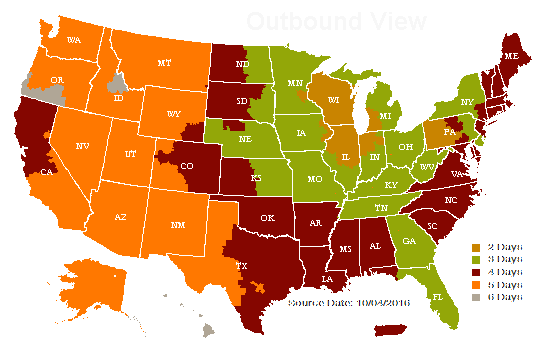 Outbound View
WA
MT
ND
ME
OR
ID
MN
SD
WI
NY
MI
WY
IA
PA
NE
NV
UT
IL
IN
OH
CO
KS
MO
WV
VA
CA
KY
NC
TN
AZ
NM
OK
AR
SC
MS
AL
GA
TX
LA
FL
2 Days
3 Days
4 Days
5 Days
6 Days
Source Date: 10/04/2016